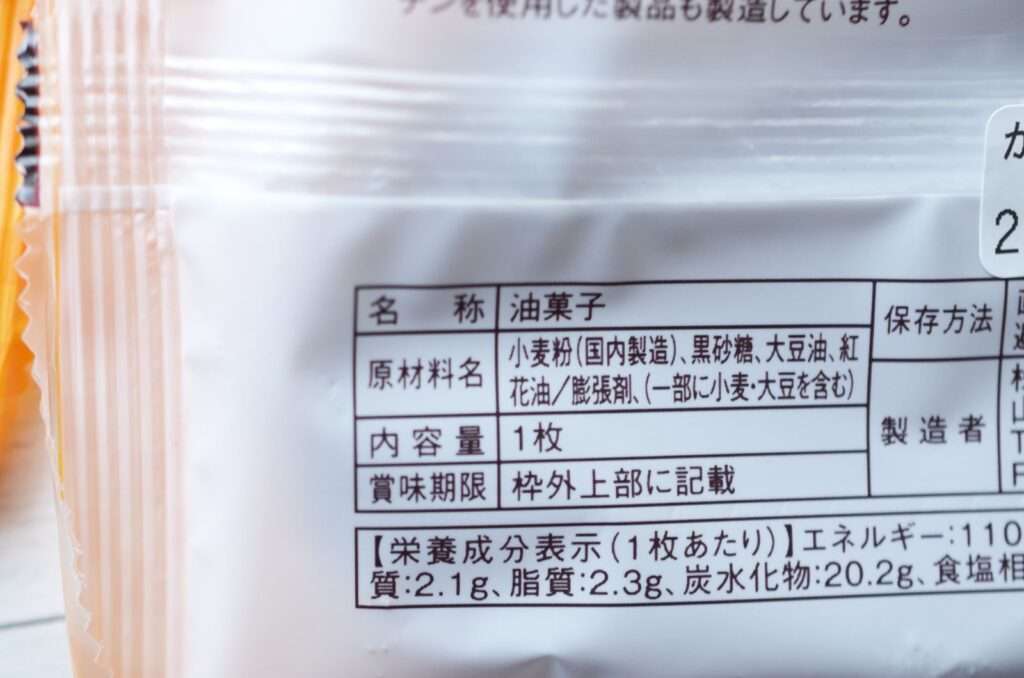 を使用した製品も製造しています。
か
2
名称 油菓子
保存方法
原材料名 小麦粉(国内製造)、黒砂糖、大豆油、紅
花油/膨張剤、(一部に小麦・大豆を含む)
製造者
内容量 1枚
賞味期限 枠外上部に記載
【栄養成分表示(1枚あたり)】エネルギー:110
質:2.1g、脂質:2.3g、炭水化物:20.2g、食塩相